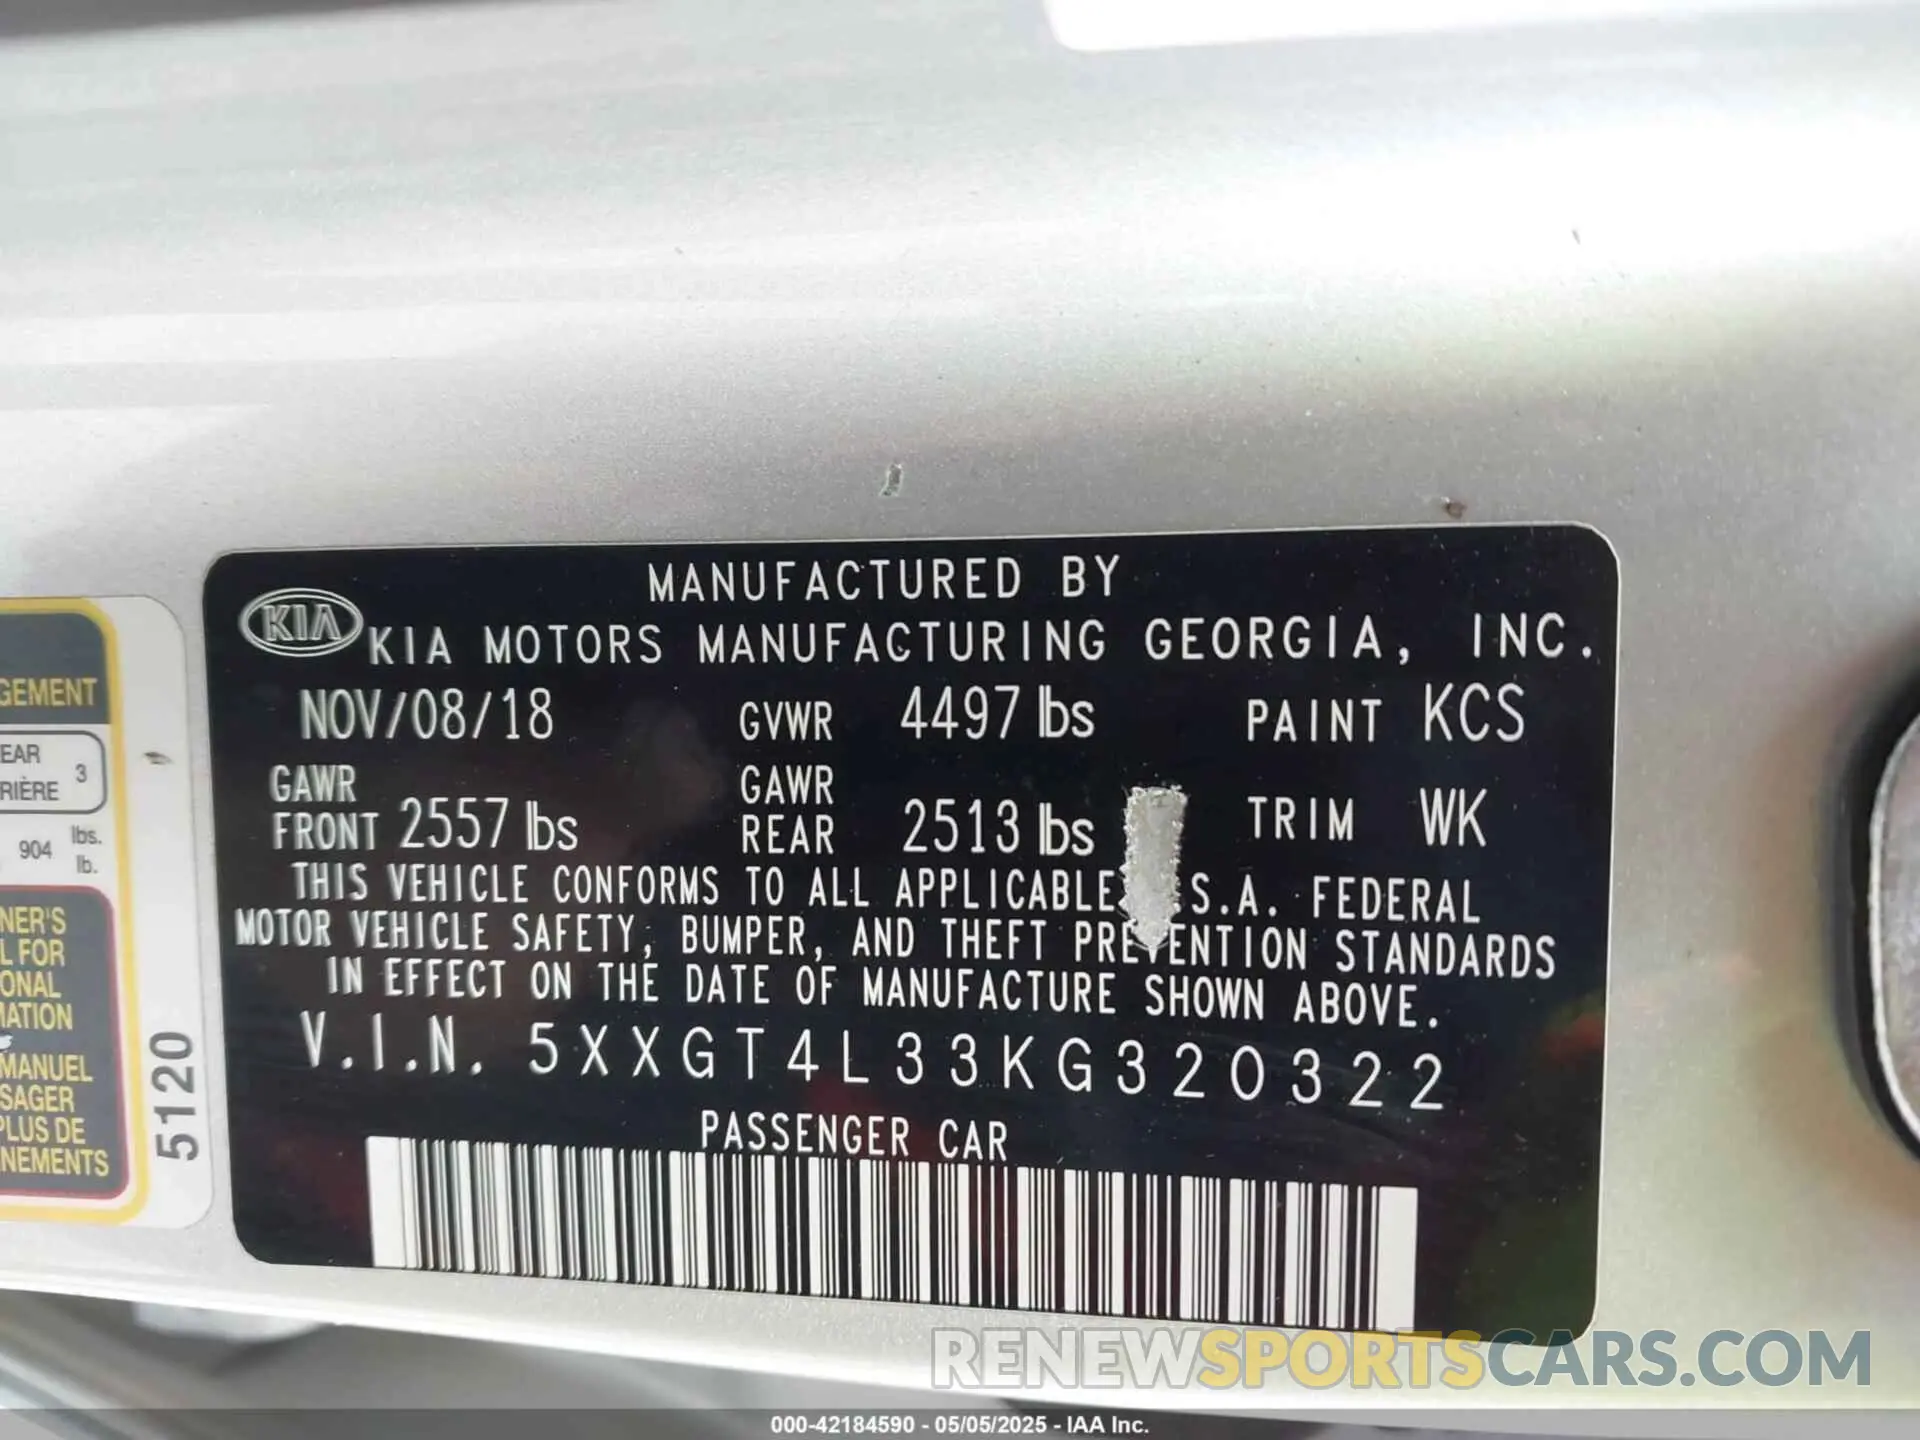 MANUFACTURED BY
KIA KIA MOTORS MANUFACTURING GEORGIA, INC.
NOV/08/18 GVWR 4497 lbs PAINT KCS
GAWR FRONT 2557 lbs GAWR REAR 2513 lbs TRIM WK
THIS VEHICLE CONFORMS TO ALL APPLICABLE .S.A. FEDERAL
MOTOR VEHICLE SAFETY, BUMPER, AND THEFT PREVENTION STANDARDS
IN EFFECT ON THE DATE OF MANUFACTURE SHOWN ABOVE.
V.I.N. 5XXGT4L33KG320322
PASSENGER CAR
GEMENT
EAR
RIÈRE 3
904 lbs.
lb.
NER'S
L FOR
ONAL
MATION
MANUEL
SAGER
PLUS DE
NEMENTS
5120
RENEWSPORTSCARS.COM
000-42184590 - 05/05/2025 - IAA Inc.